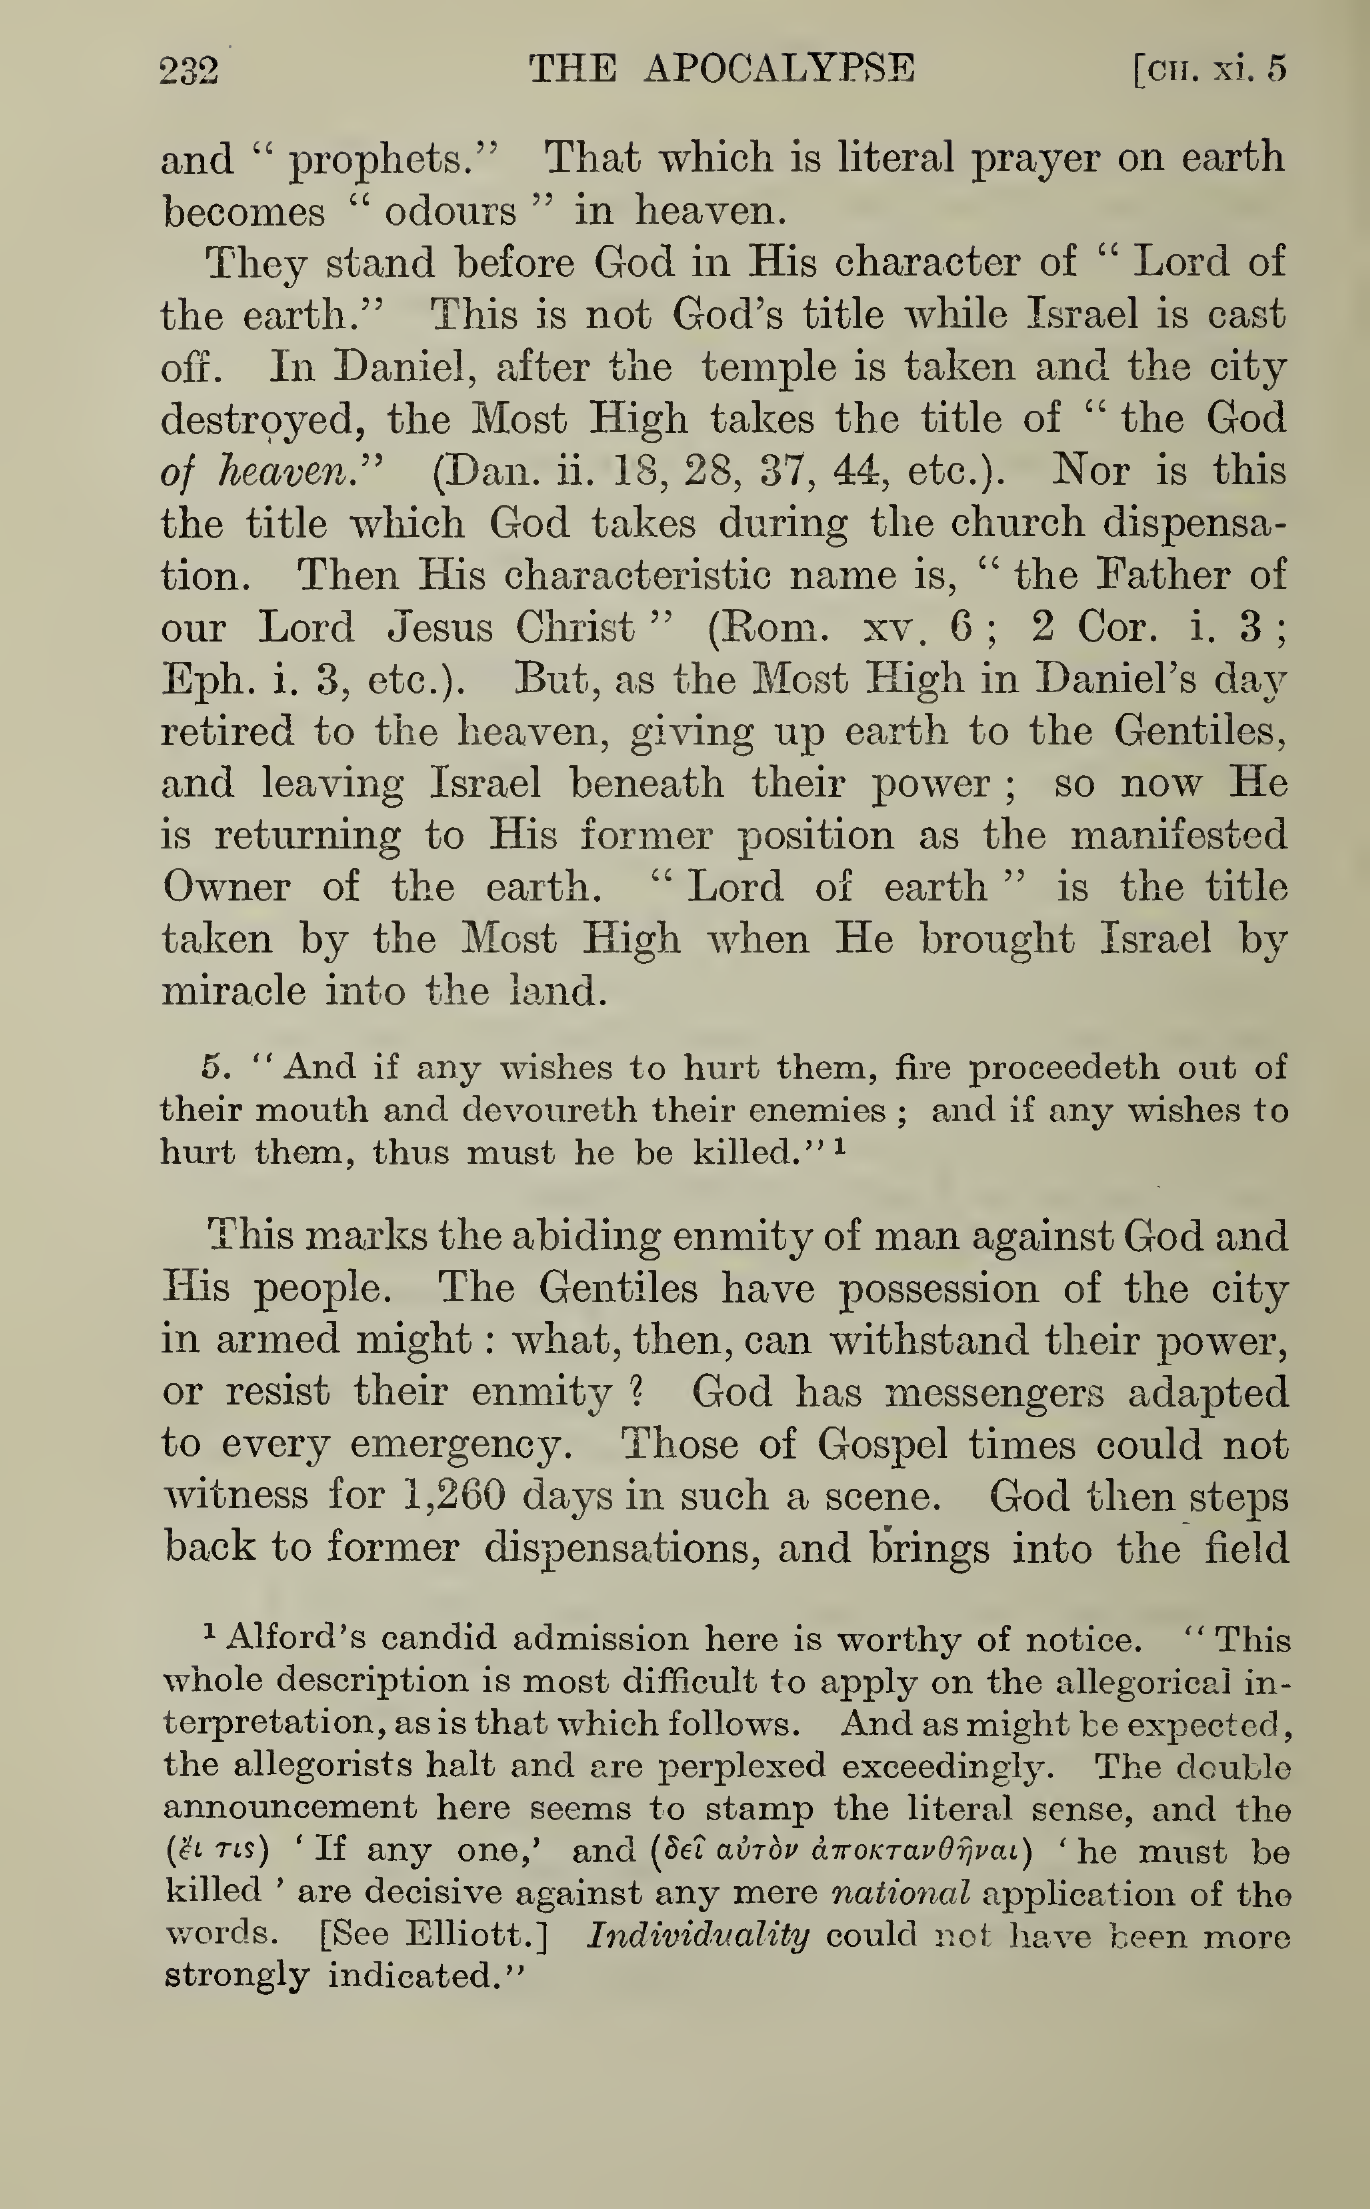 232 THE APOCALYPSE [CH. xi. 5
and “ prophets.” That which is literal prayer on earth
becomes “ odours ” in heaven.
They stand before God in His character of “ Lord of
the earth.” This is not God’s title while Israel is cast
off. In Daniel, after the temple is taken and the city
destroyed, the Most High takes the title of “ the God
of heaven.” (Dan. ii. 18, 28, 37, 44, etc.). Nor is this
the title which God takes during the church dispensa-
tion. Then His characteristic name is, “ the Father of
our Lord Jesus Christ ” (Rom. xv. 6 ; 2 Cor. i. 3 ;
Eph. i. 3, etc.). But, as the Most High in Daniel’s day
retired to the heaven, giving up earth to the Gentiles,
and leaving Israel beneath their power ; so now He
is returning to His former position as the manifested
Owner of the earth. “ Lord of earth ” is the title
taken by the Most High when He brought Israel by
miracle into the land.
5. “ And if any wishes to hurt them, fire proceedeth out of
their mouth and devoureth their enemies ; and if any wishes to
hurt them, thus must he be killed.” ¹
This marks the abiding enmity of man against God and
His people. The Gentiles have possession of the city
in armed might : what, then, can withstand their power,
or resist their enmity ? God has messengers adapted
to every emergency. Those of Gospel times could not
witness for 1,260 days in such a scene. God then steps
back to former dispensations, and brings into the field
¹ Alford’s candid admission here is worthy of notice. “ This
whole description is most difficult to apply on the allegorical in-
terpretation, as is that which follows. And as might be expected,
the allegorists halt and are perplexed exceedingly. The double
announcement here seems to stamp the literal sense, and the
(ἔι τις) ‘ If any one,’ and (δεῖ αὐτὸν ἀποκτανθῆναι) ‘ he must be
killed ’ are decisive against any mere national application of the
words. [See Elliott.] Individuality could not have been more
strongly indicated.”